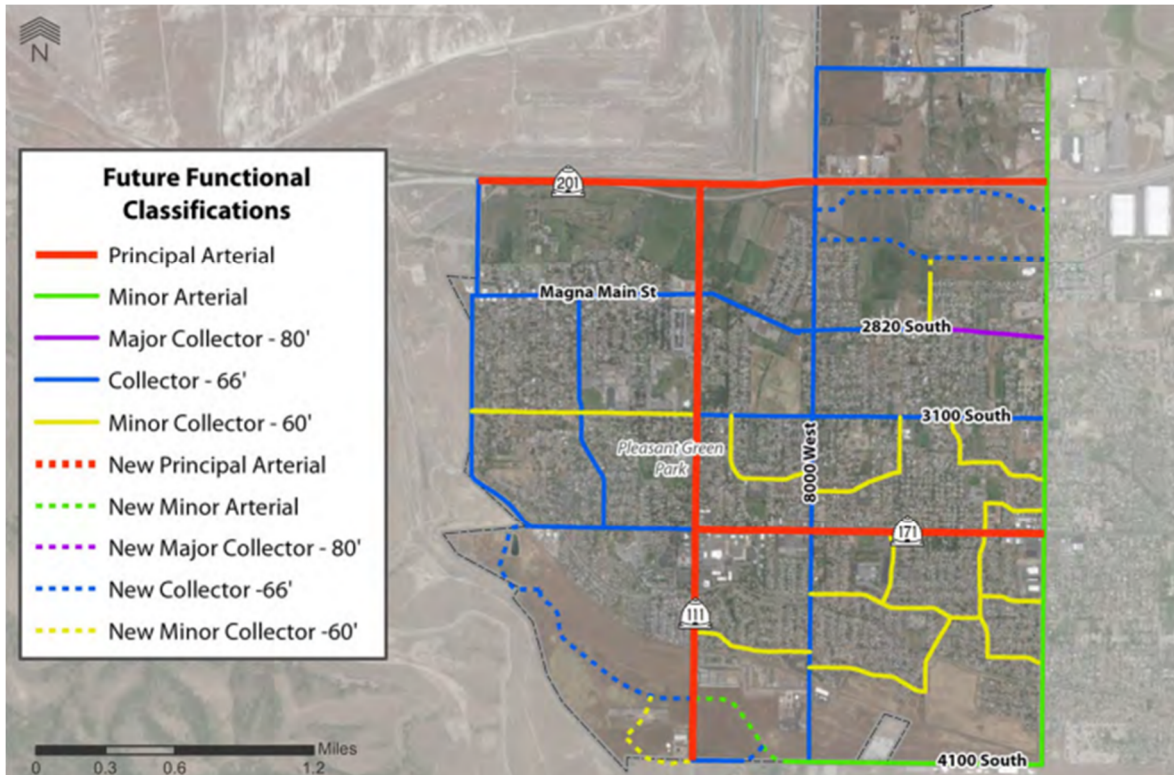 N
Future Functional
Classifications
Principal Arterial
Minor Arterial
Major Collector - 80'
Collector - 66'
Minor Collector - 60'
New Principal Arterial
New Minor Arterial
New Major Collector - 80'
New Collector -66'
New Minor Collector -60'
201
Magna Main St
2820 South
3100 South
Pleasant Green
Park
8000 West
171
111
4100 South
Miles
0 0.3 0.6 1.2